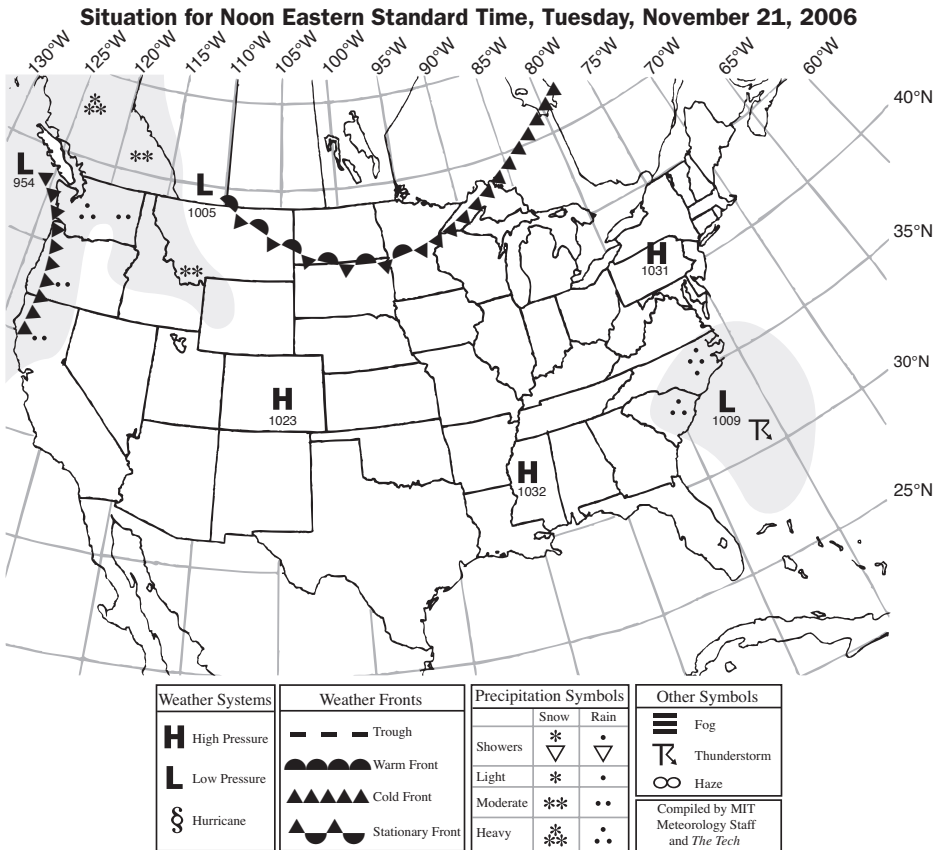 Situation for Noon Eastern Standard Time, Tuesday, November 21, 2006
130°W 125°W 120°W 115°W 110°W 105°W 100°W 95°W 90°W 85°W 80°W 75°W 70°W 65°W 60°W
40°N
35°N
30°N
25°N
L
954
L
1005
H
1031
H
1023
L
1009
H
1032
Weather Systems
H High Pressure
L Low Pressure
§ Hurricane
Weather Fronts
Trough
Warm Front
Cold Front
Stationary Front
Precipitation Symbols
Snow Rain
Showers
Light
Moderate
Heavy
Other Symbols
Fog
Thunderstorm
Haze
Compiled by MIT
Meteorology Staff
and The Tech